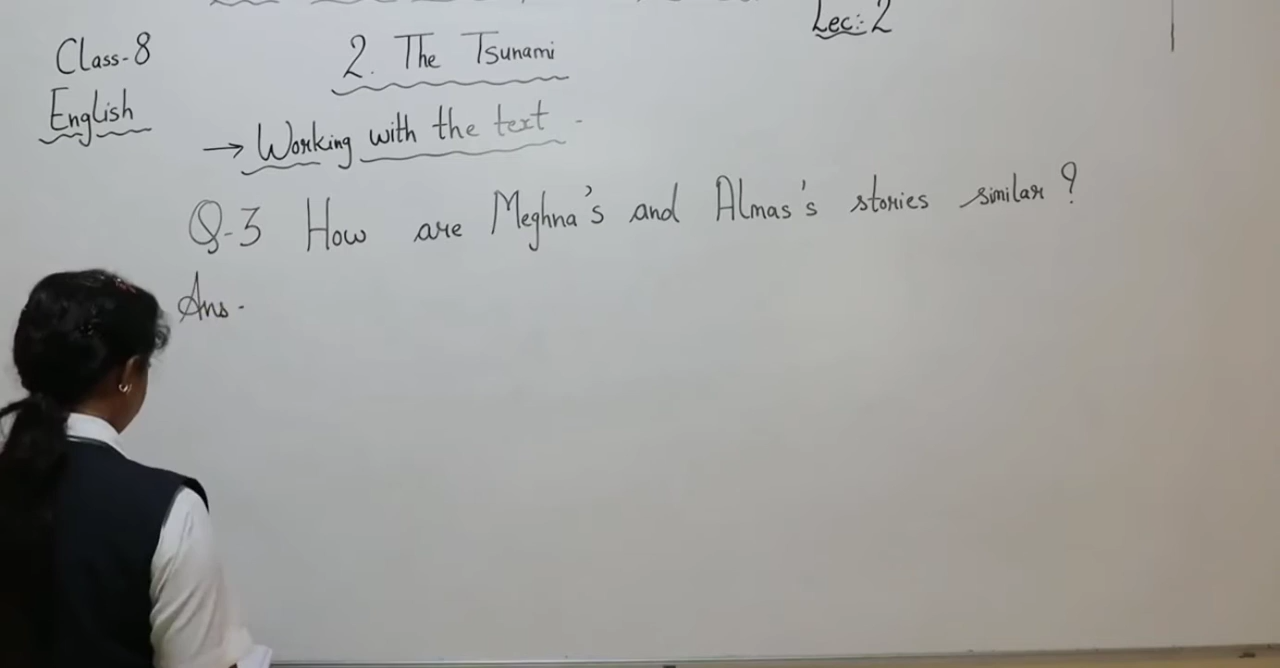 Lec:- 2
Class-8
English
2. The Tsunami
→ Working with the text -
Q-3 How are Meghna's and Almas's stories similar?
Ans-